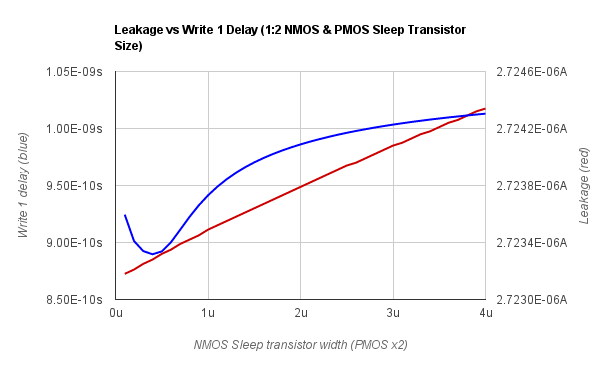 Leakage vs Write 1 Delay (1:2 NMOS & PMOS Sleep Transistor
Size)
1.05E-09s
2.7246E-06A
1.00E-09s
2.7242E-06A
9.50E-10s
2.7238E-06A
9.00E-10s
2.7234E-06A
8.50E-10s
2.7230E-06A
Write 1 delay (blue)
Leakage (red)
0u
1u
2u
3u
4u
NMOS Sleep transistor width (PMOS x2)